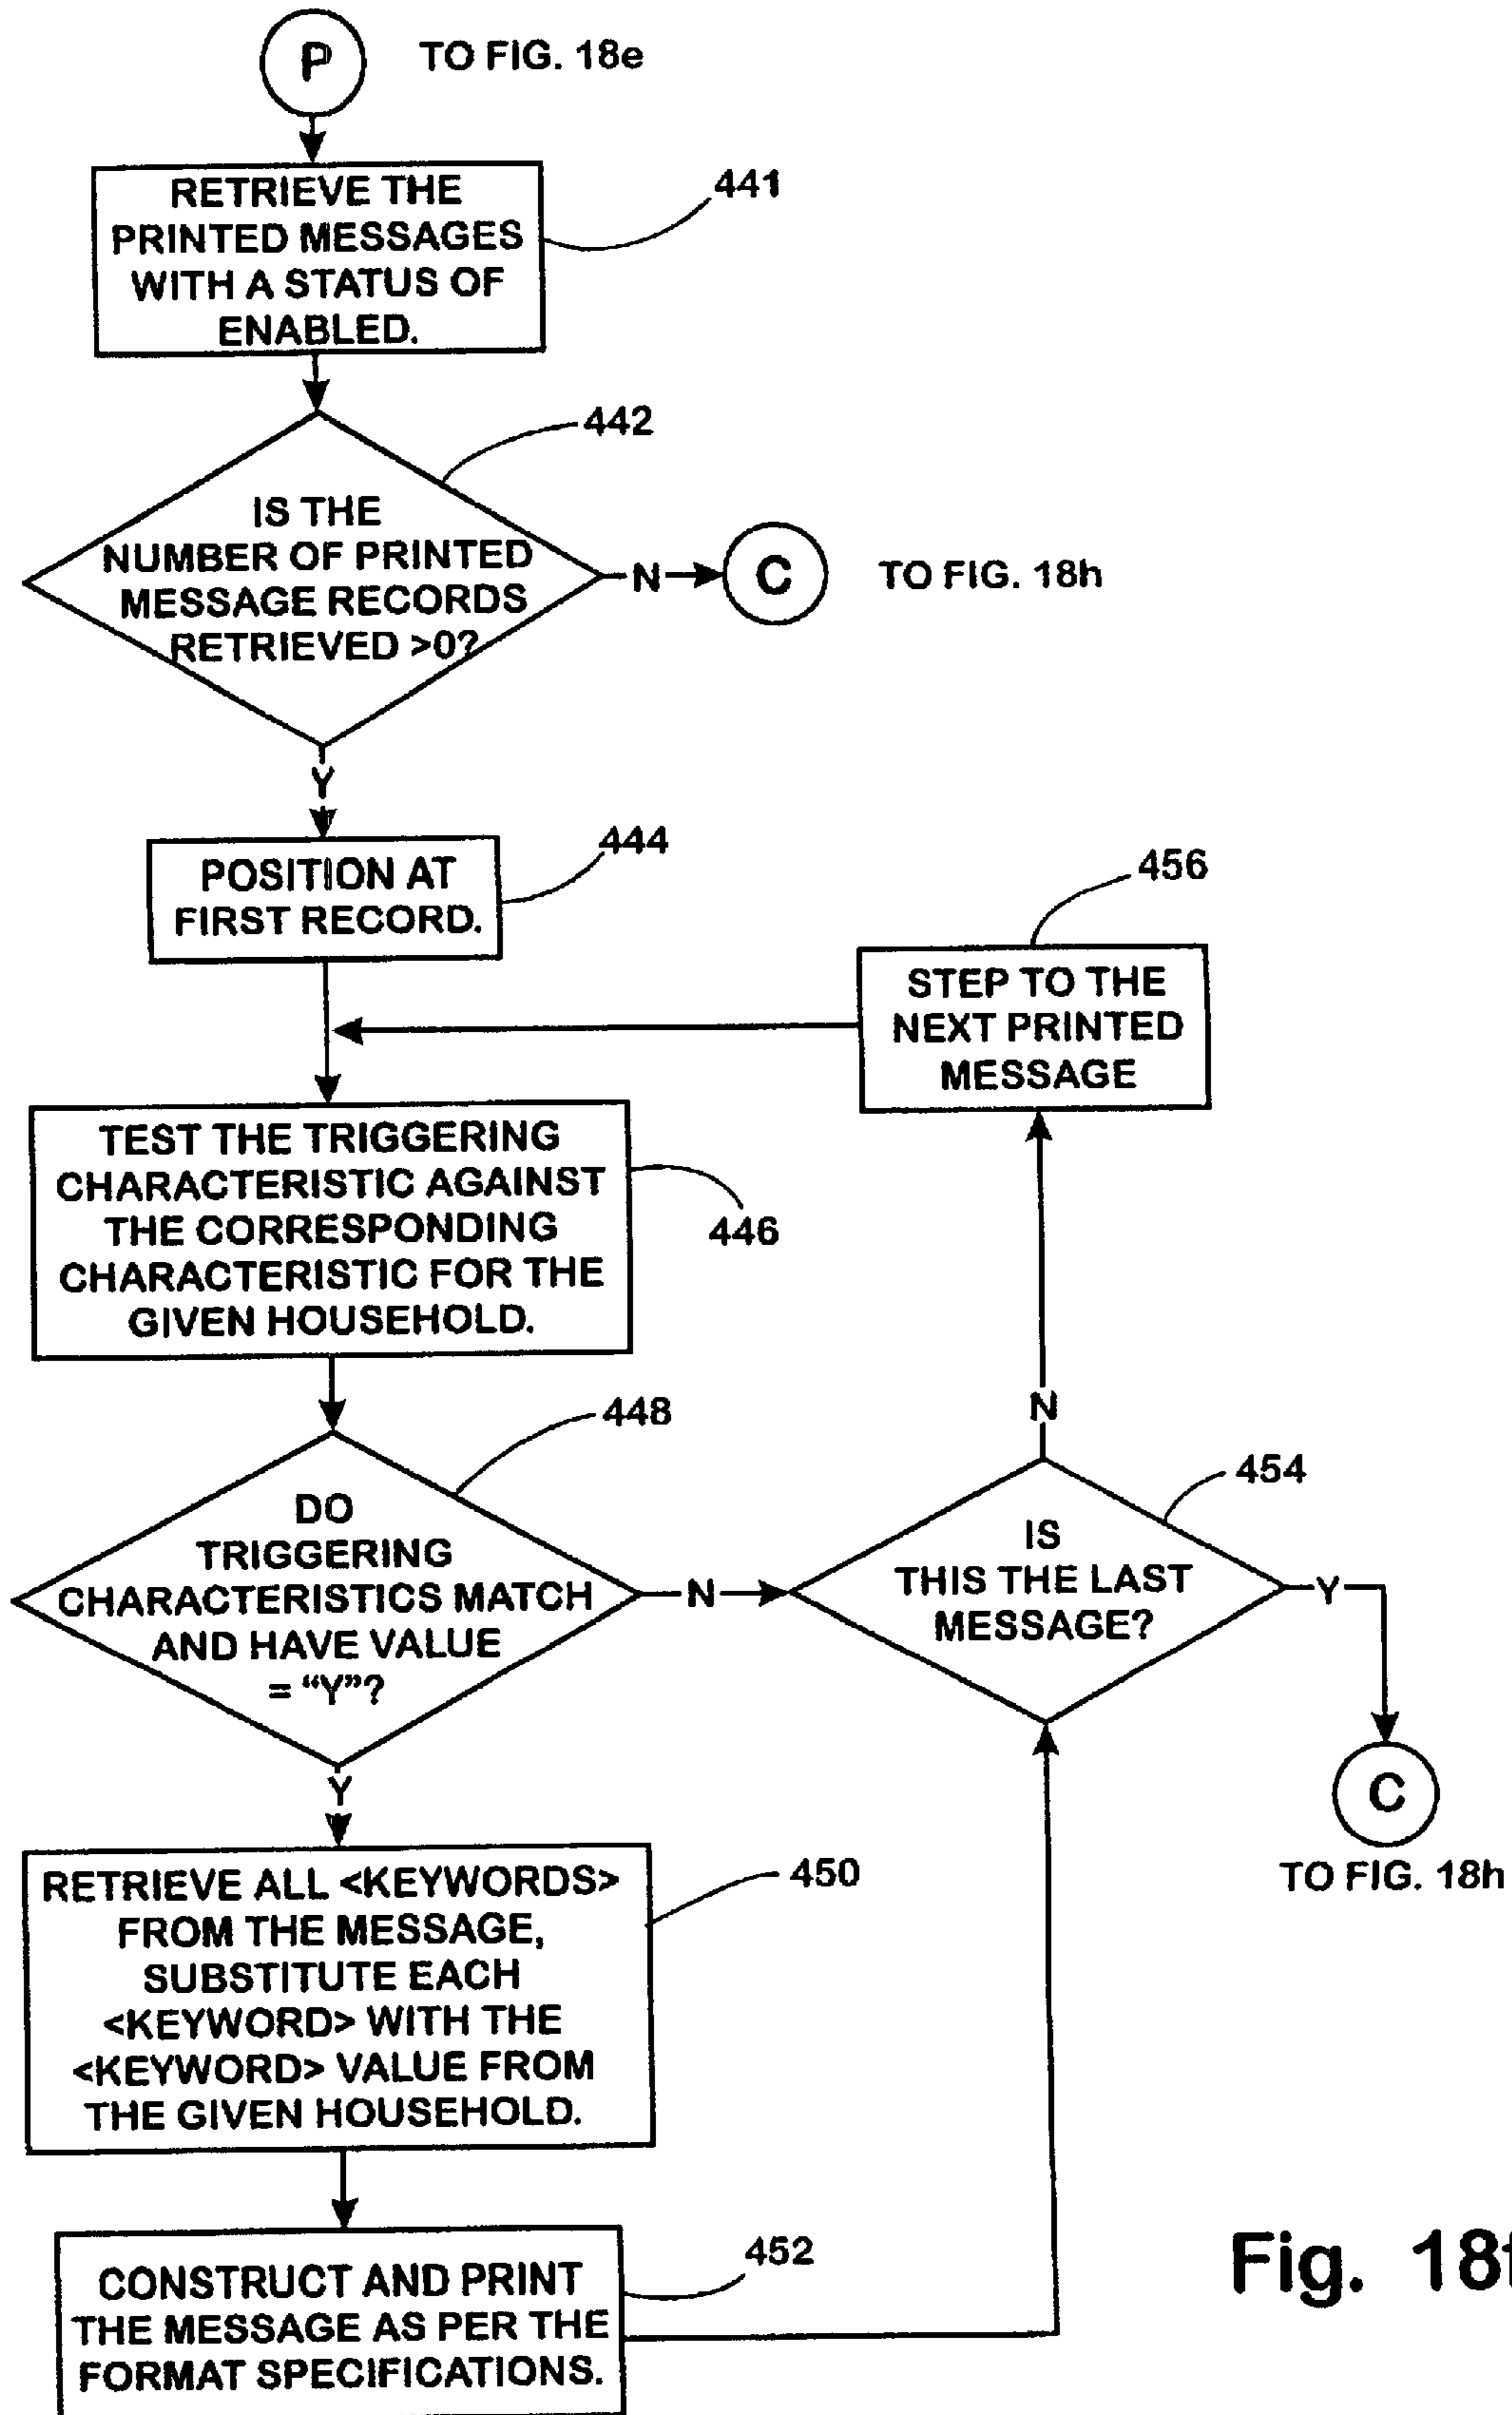 P
TO FIG. 18e
RETRIEVE THE
PRINTED MESSAGES
WITH A STATUS OF
ENABLED.
441
442
IS THE
NUMBER OF PRINTED
MESSAGE RECORDS
RETRIEVED >0?
N
C
TO FIG. 18h
Y
POSITION AT
FIRST RECORD.
444
456
STEP TO THE
NEXT PRINTED
MESSAGE
TEST THE TRIGGERING
CHARACTERISTIC AGAINST
THE CORRESPONDING
CHARACTERISTIC FOR THE
GIVEN HOUSEHOLD.
446
448
DO
TRIGGERING
CHARACTERISTICS MATCH
AND HAVE VALUE
= “Y”?
N
N
454
IS
THIS THE LAST
MESSAGE?
Y
C
TO FIG. 18h
Y
RETRIEVE ALL <KEYWORDS>
FROM THE MESSAGE,
SUBSTITUTE EACH
<KEYWORD> WITH THE
<KEYWORD> VALUE FROM
THE GIVEN HOUSEHOLD.
450
CONSTRUCT AND PRINT
THE MESSAGE AS PER THE
FORMAT SPECIFICATIONS.
452
Fig. 18